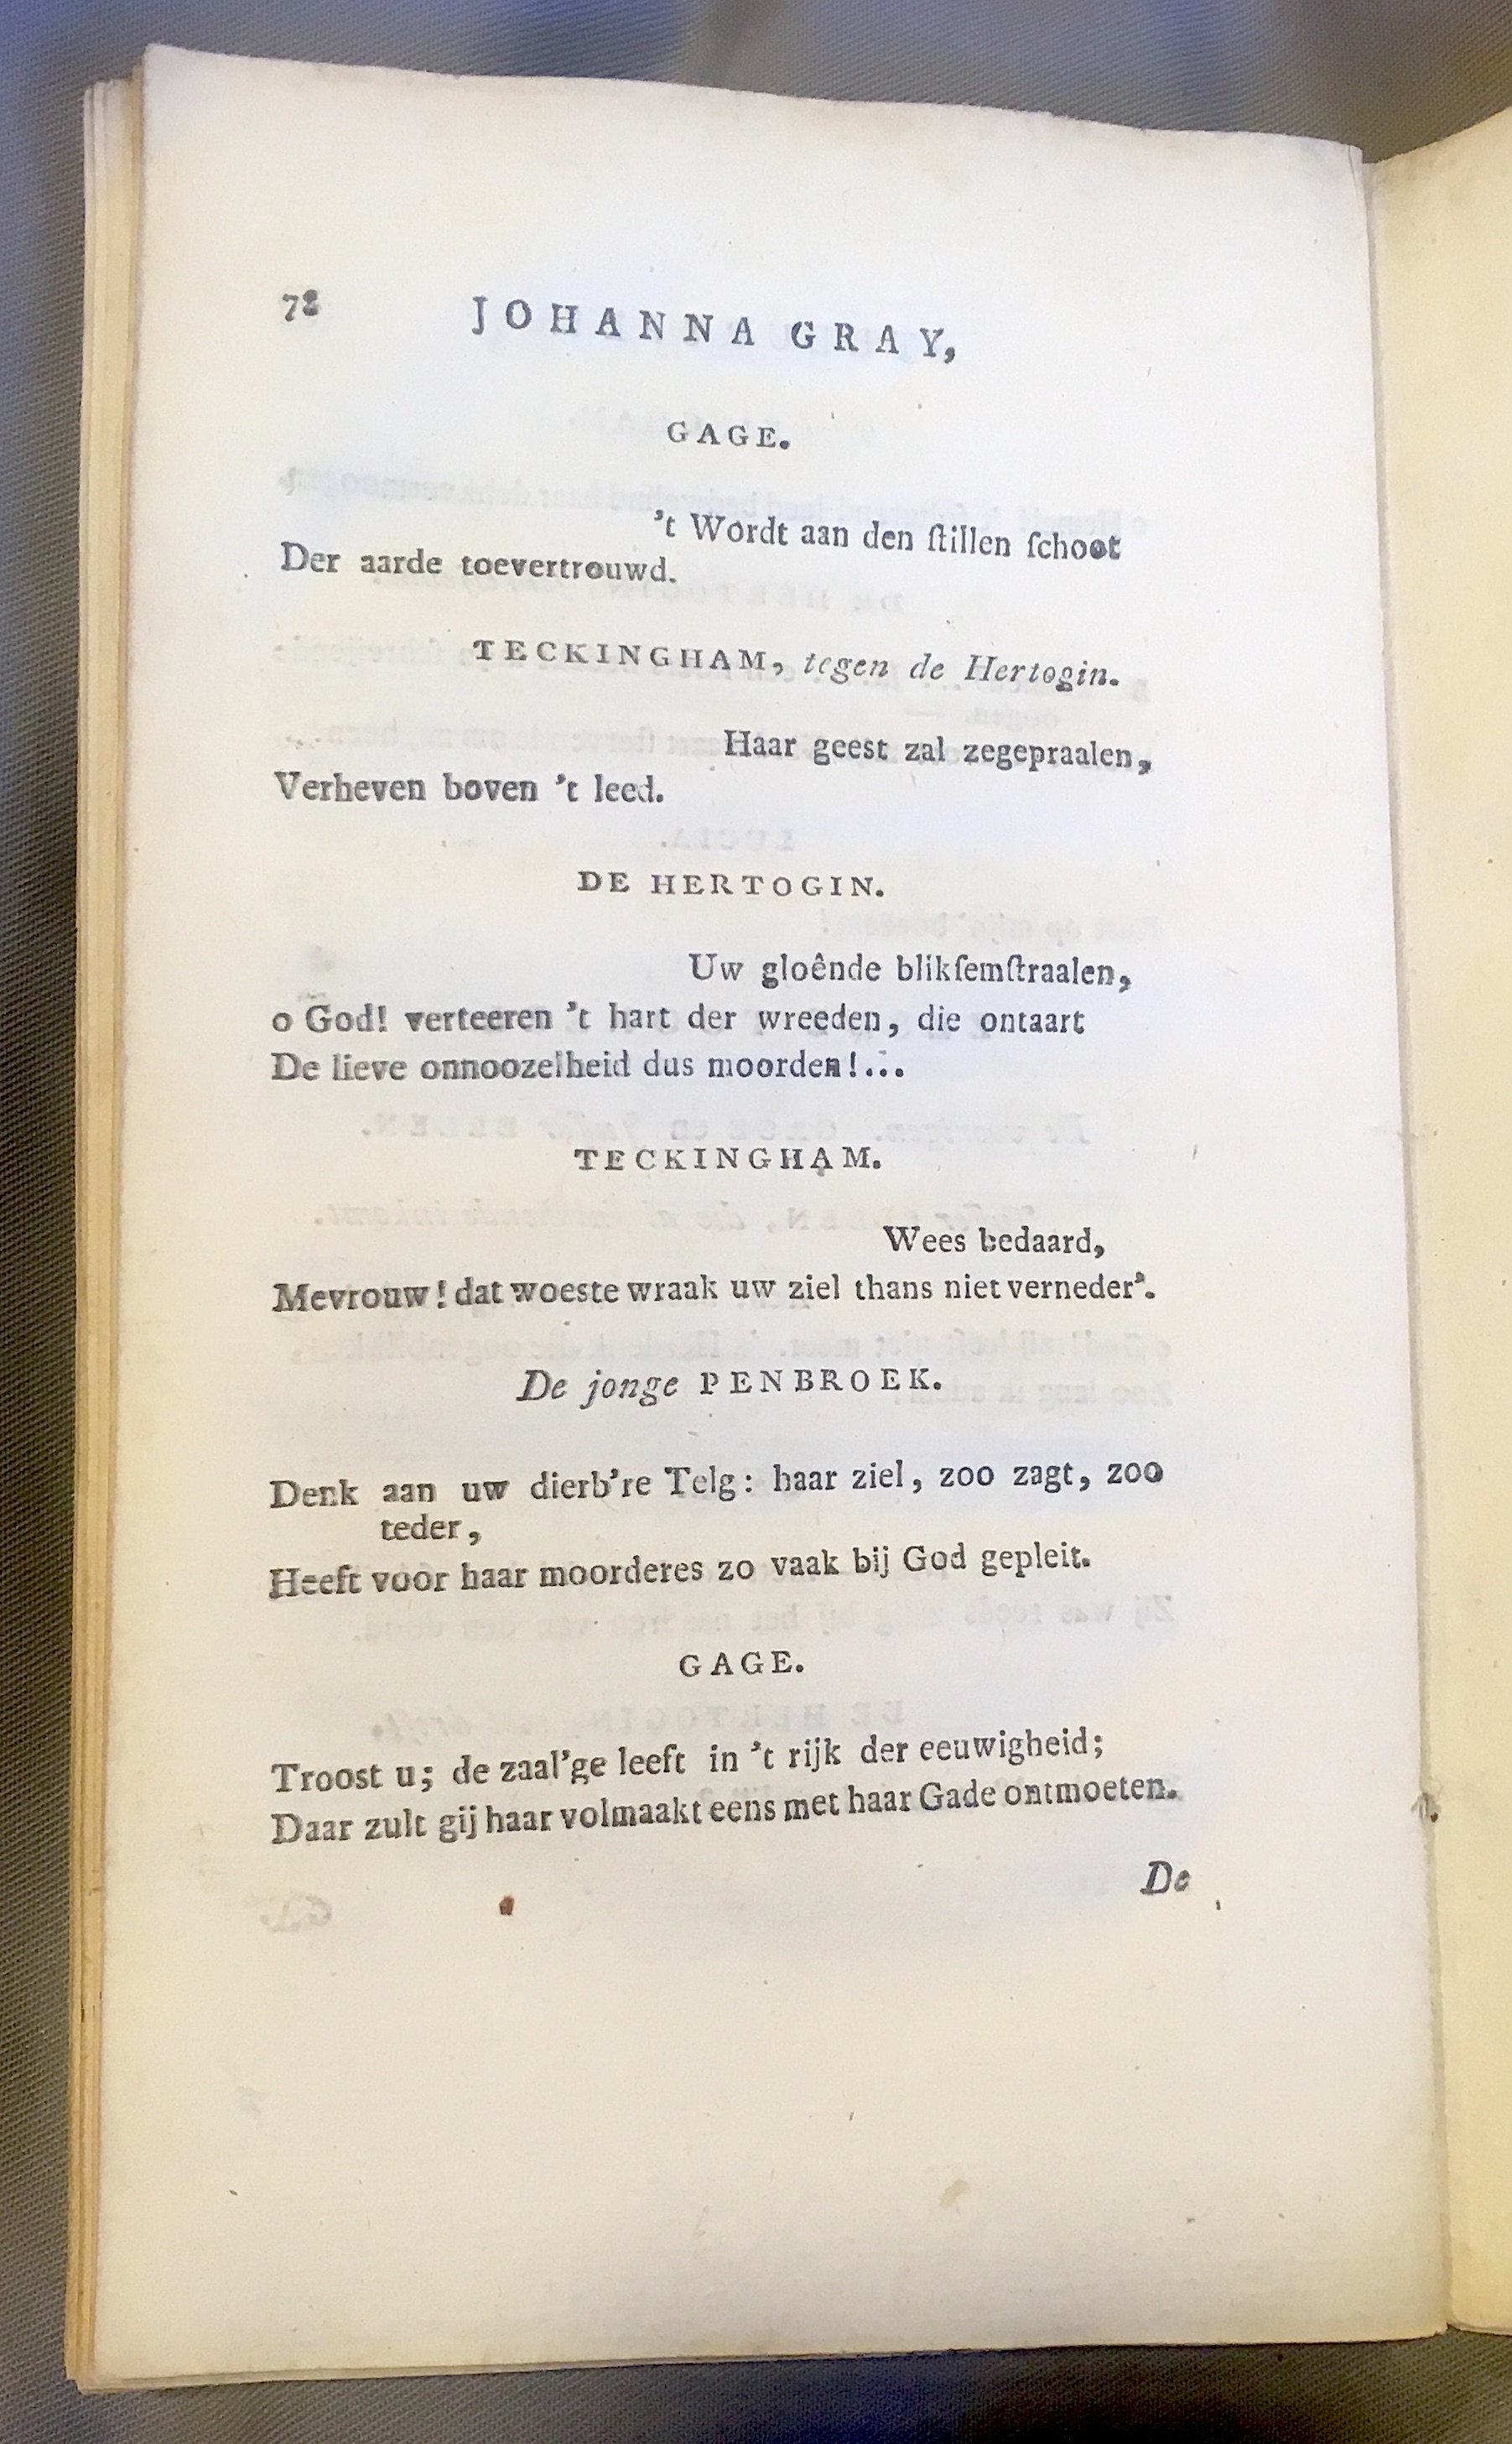 78 JOHANNA GRAY,
GAGE.
't Wordt aan den ſtillen ſchoot
Der aarde toevertrouwd.
TECKINGHAM, tegen de Hertogin.
Haar geest zal zegepraalen,
Verheven boven 't leed.
DE HERTOGIN.
Uw gloênde blikſemſtraalen,
o God! verteeren 't hart der wreeden, die ontaart
De lieve onnoozelheid dus moorden!...
TECKINGHAM.
Wees bedaard,
Mevrouw! dat woeste wraak uw ziel thans niet verneder'.
De jonge PENBROEK.
Denk aan uw dierb're Telg: haar ziel, zoo zagt, zoo
teder,
Heeft voor haar moorderes zo vaak bij God gepleit.
GAGE.
Troost u; de zaal'ge leeft in 't rijk der eeuwigheid;
Daar zult gij haar volmaakt eens met haar Gade ontmoeten.
De